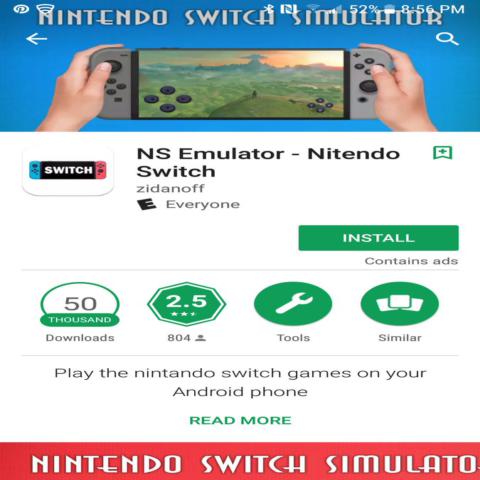 NINTENDO SWITCH SIMULATOR
52% 8:56 PM
NS Emulator - Nitendo
Switch
SWITCH
zidanoff
E Everyone
INSTALL
Contains ads
50
THOUSAND
2.5
Downloads
804
Tools
Similar
Play the nintando switch games on your
Android phone
READ MORE
NINTENDO SWITCH SIMULATO